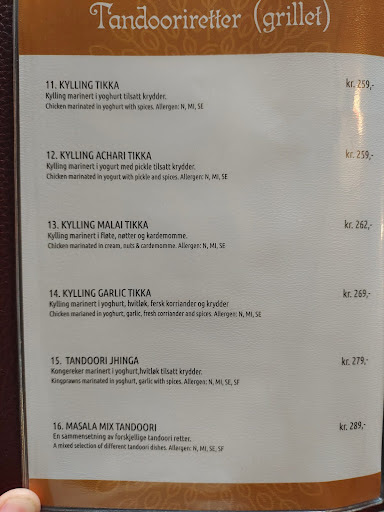 Tandooriretter (grillet)
11. KYLLING TIKKA kr. 259,-
Kylling marinert i yoghurt tilsatt krydder.
Chicken marinated in yoghurt with spices. Allergen: N, MI, SE
12. KYLLING ACHARI TIKKA kr. 259,-
Kylling marinert i yogurt med pickle tilsatt krydder.
Chicken marinated in yogurt with pickle and spices. Allergen: N, MI, SE
13. KYLLING MALAI TIKKA kr. 262,-
Kylling marinert i fløte, nøtter og kardemomme.
Chicken marinated in cream, nuts & cardemomme. Allergen: N, MI, SE
14. KYLLING GARLIC TIKKA kr. 269,-
Kylling marinert i yoghurt, hvitløk, fersk korriander og krydder
Chicken marianed in yoghurt, garlic, fresh corriander and spices. Allergen: N, MI, SE
15. TANDOORI JHINGA kr. 279,-
Kongereker marinert i yoghurt,hvitløk tilsatt krydder.
Kingprawns marinated in yoghurt, garlic with spices. Allergen: N, MI, SE, SF
16. MASALA MIX TANDOORI kr. 289,-
En sammensetning av forskjellige tandoori retter.
A mixed selection of different tandoori dishes. Allergen: N, MI, SE, SF